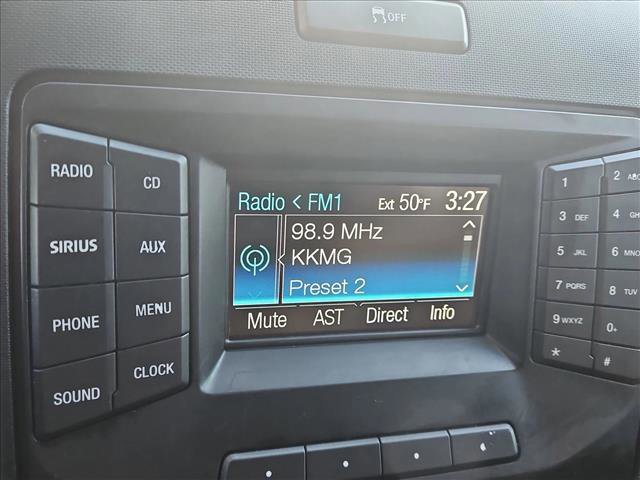 OFF
RADIO
CD
SIRIUS
AUX
PHONE
MENU
SOUND
CLOCK
Radio < FM1 Ext 50°F 3:27
98.9 MHz
KKMG
Preset 2
Mute AST Direct Info
1
2 ABC
3 DEF
4 GH
5 JKL
6 MNO
7 PQRS
8 TUV
9 WXYZ
0+
*
#